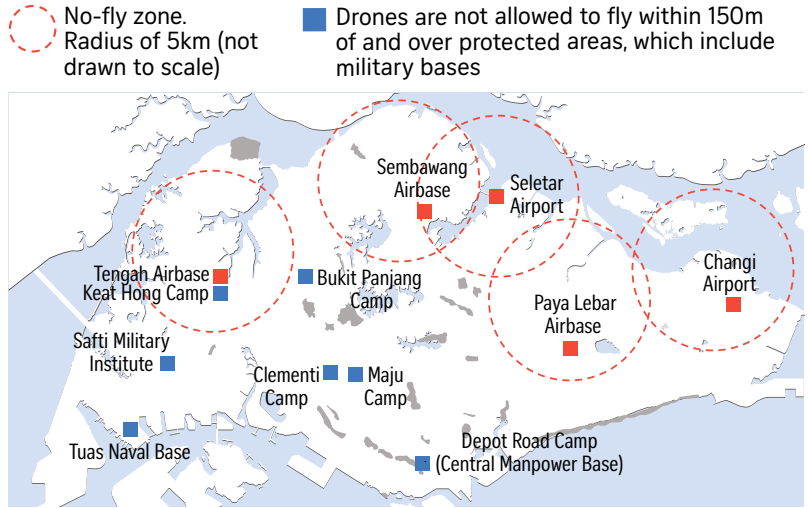 No-fly zone.
Radius of 5km (not
drawn to scale)
Drones are not allowed to fly within 150m
of and over protected areas, which include
military bases
Sembawang
Airbase
Seletar
Airport
Tengah Airbase
Keat Hong Camp
Bukit Panjang
Camp
Changi
Airport
Paya Lebar
Airbase
Safti Military
Institute
Clementi
Camp
Maju
Camp
Tuas Naval Base
Depot Road Camp
(Central Manpower Base)